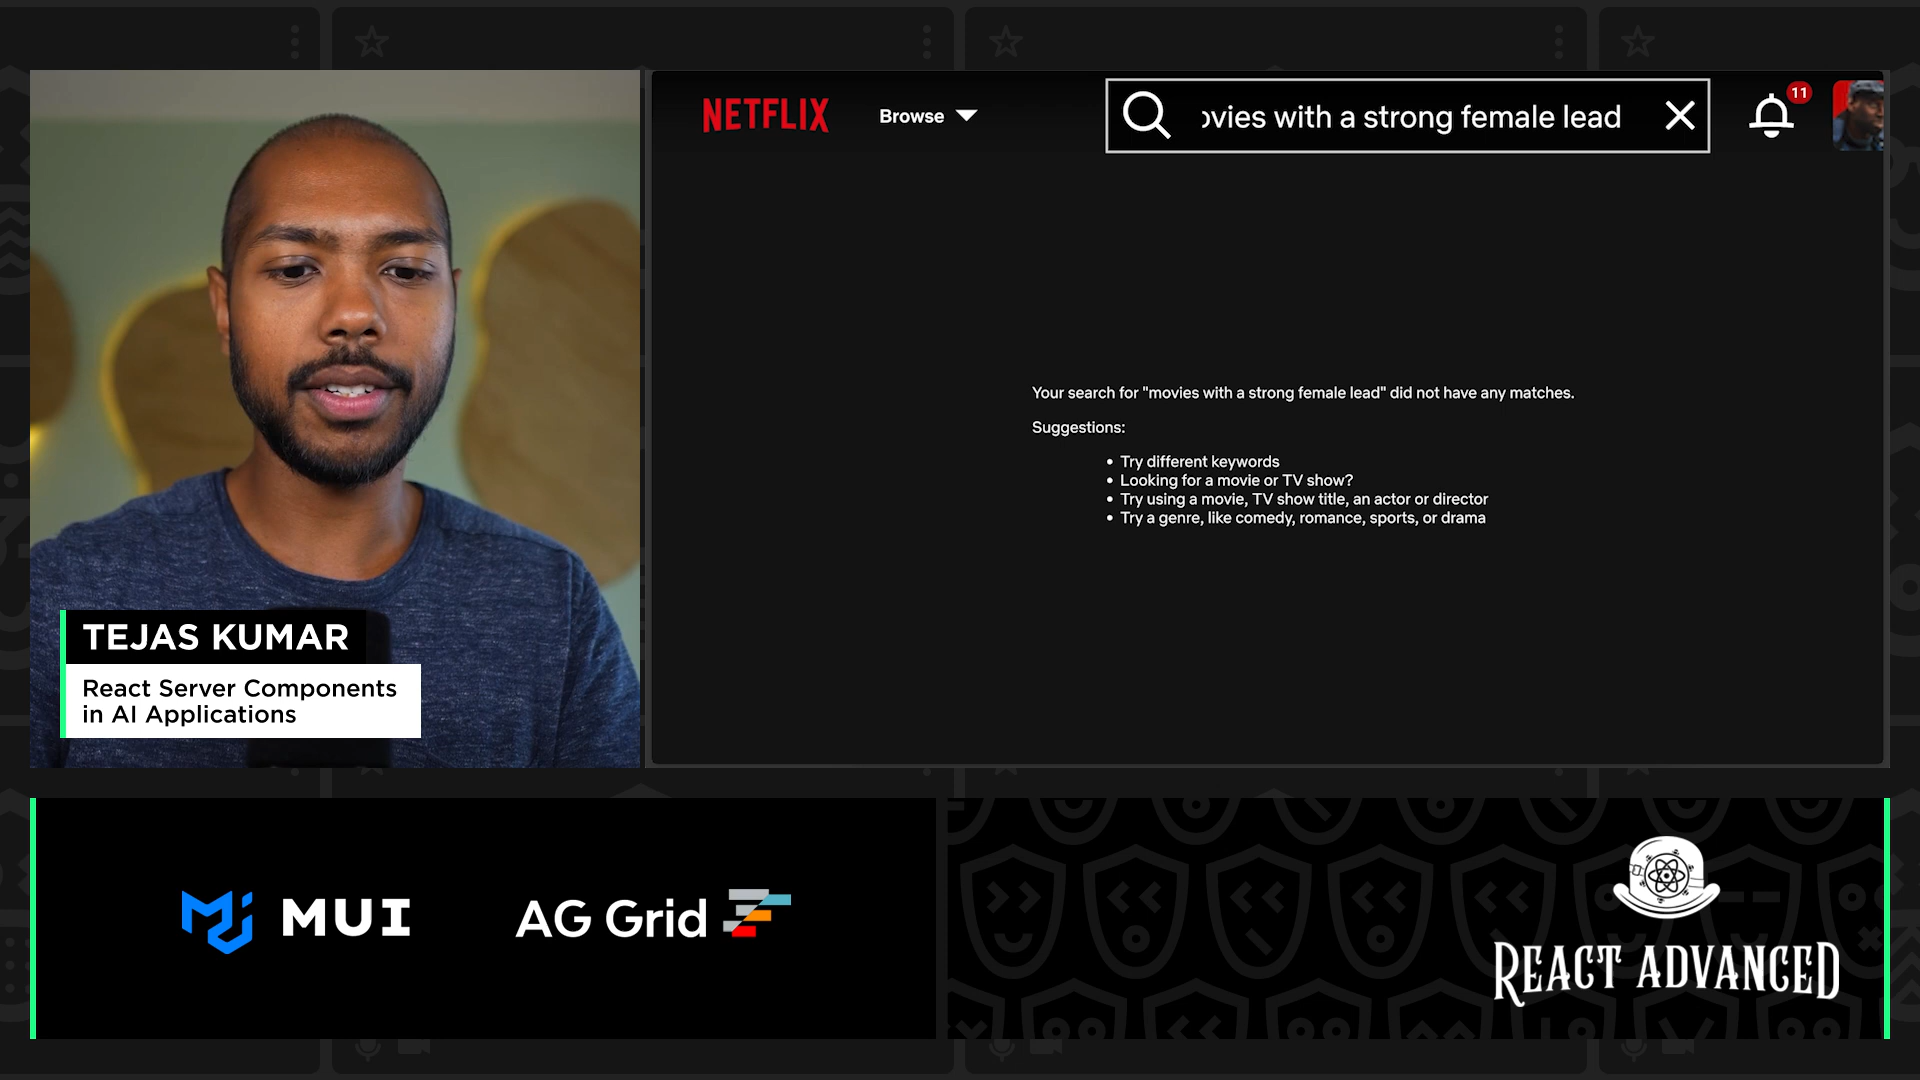 NETFLIX
Browse
ovies with a strong female lead
11
Your search for "movies with a strong female lead" did not have any matches.
Suggestions:
• Try different keywords
• Looking for a movie or TV show?
• Try using a movie, TV show title, an actor or director
• Try a genre, like comedy, romance, sports, or drama
TEJAS KUMAR
React Server Components
in AI Applications
MUI
AG Grid
REACT ADVANCED